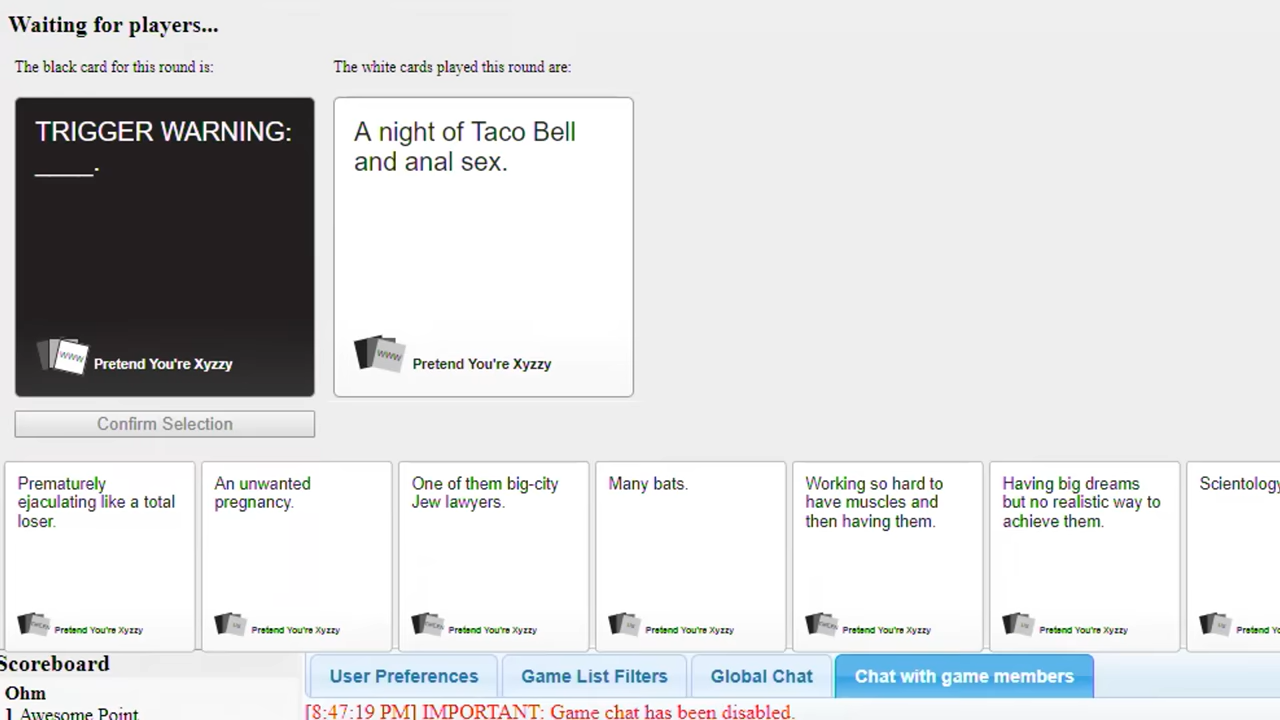 Waiting for players...
The black card for this round is:
The white cards played this round are:
TRIGGER WARNING:
____.
Pretend You're Xyzzy
A night of Taco Bell
and anal sex.
Pretend You're Xyzzy
Confirm Selection
Prematurely
ejaculating like a total
loser.
Pretend You're Xyzzy
An unwanted
pregnancy.
Pretend You're Xyzzy
One of them big-city
Jew lawyers.
Pretend You're Xyzzy
Many bats.
Pretend You're Xyzzy
Working so hard to
have muscles and
then having them.
Pretend You're Xyzzy
Having big dreams
but no realistic way to
achieve them.
Pretend You're Xyzzy
Scientology
Pretend Yo
Scoreboard
Ohm
1 Awesome Point
User Preferences
Game List Filters
Global Chat
Chat with game members
[8:47:19 PM] IMPORTANT: Game chat has been disabled.